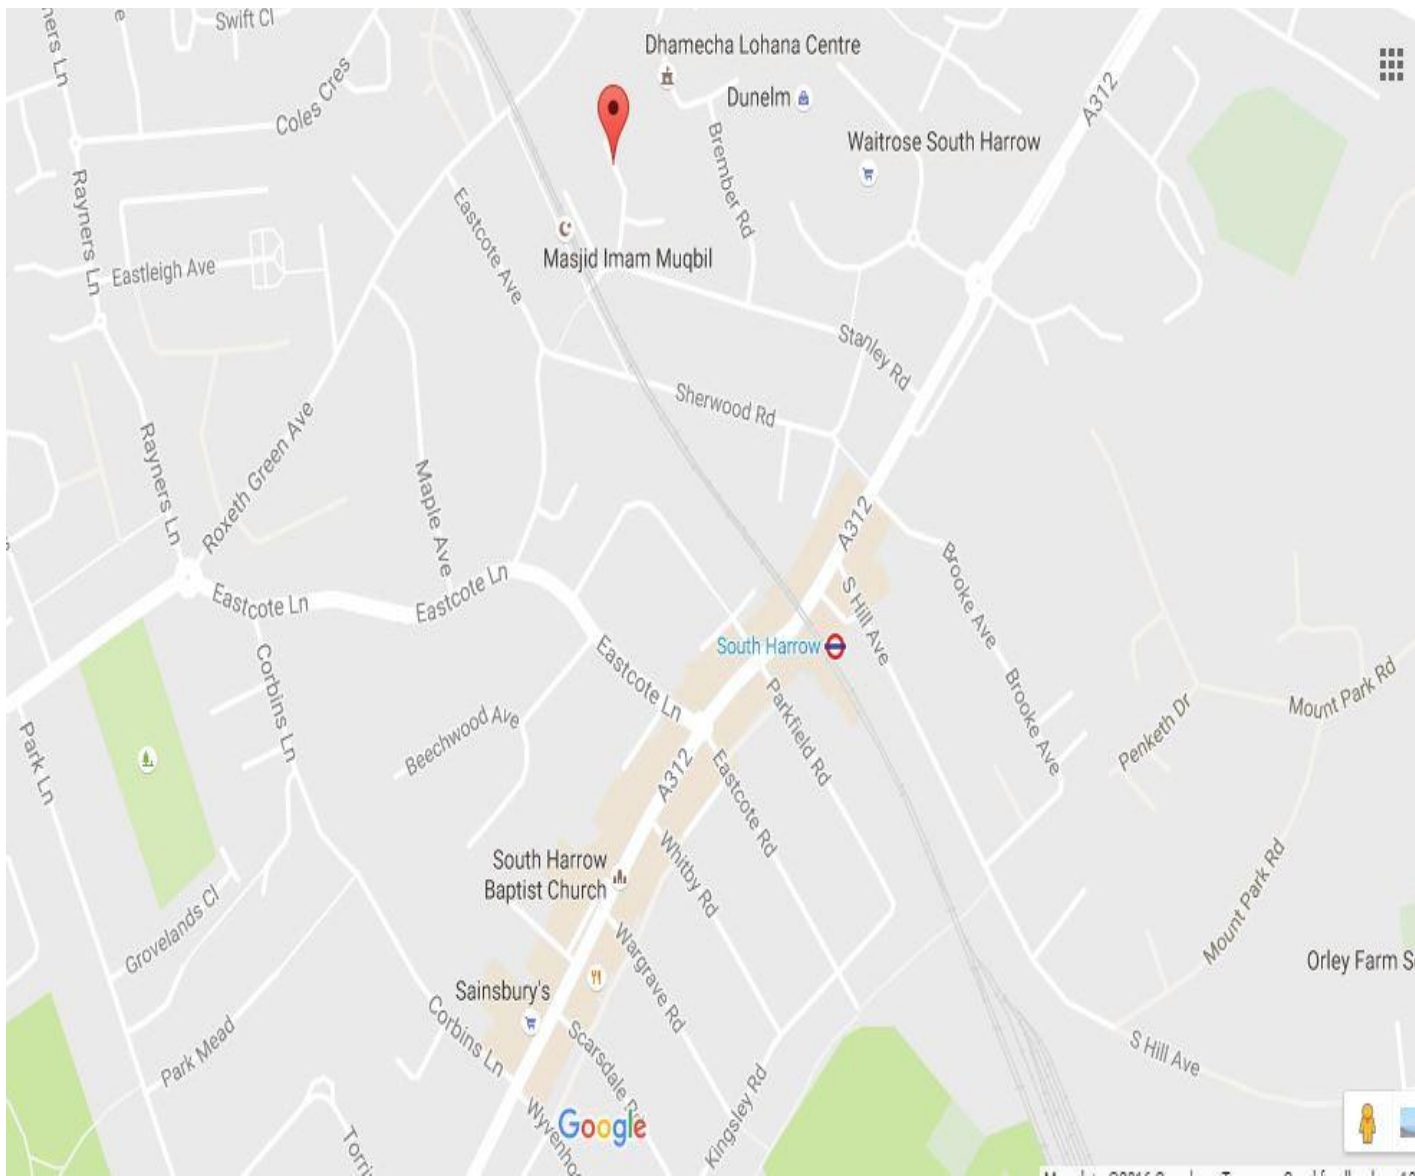 Swift Cl
Dhamecha Lohana Centre
Coles Cres
Dunelm
A312
Brember Rd
Waitrose South Harrow
Rayners Ln
Eastcote Ave
Masjid Imam Muqbil
Eastleigh Ave
Stanley Rd
Sherwood Rd
Rayners Ln
Roxeth Green Ave
Maple Ave
A312
Eastcote Ln
Eastcote Ln
S Hill Ave
Brooke Ave
South Harrow
Eastcote Ln
Corbins Ln
Parkfield Rd
Brooke Ave
Mount Park Rd
Penketh Dr
Beechwood Ave
Park Ln
A312
Eastcote Rd
South Harrow
Baptist Church
Whitby Rd
Mount Park Rd
Grovelands Cl
Wargrave Rd
Orley Farm S
Sainsbury's
Corbins Ln
Park Mead
Scarsdale
S Hill Ave
Kingsley Rd
Google